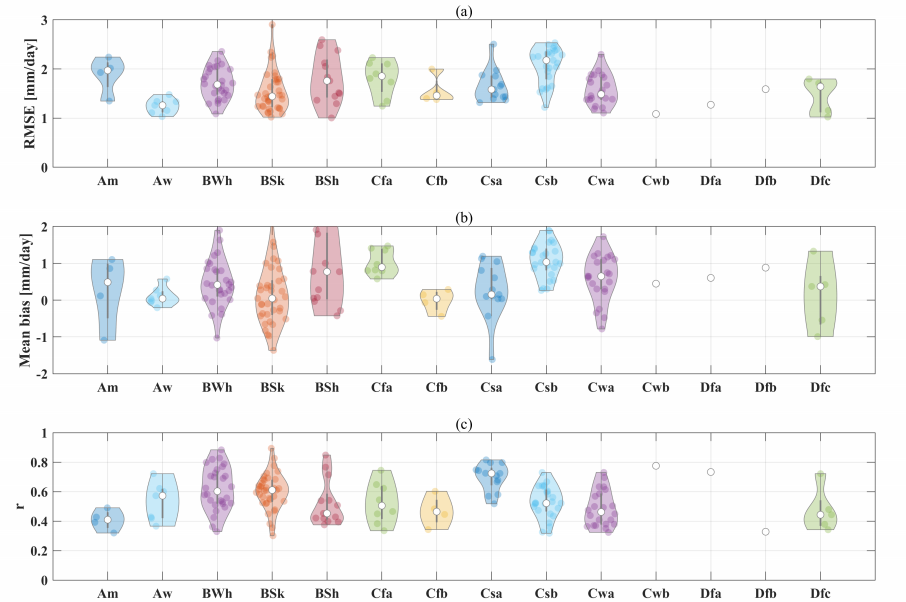 (a)
RMSE [mm/day]
3
2
1
0
Am Aw BWh BSk BSh Cfa Cfb Csa Csb Cwa Cwb Dfa Dfb Dfc
(b)
Mean bias [mm/day]
2
1
0
-1
-2
Am Aw BWh BSk BSh Cfa Cfb Csa Csb Cwa Cwb Dfa Dfb Dfc
(c)
r
1
0.8
0.6
0.4
0.2
0
Am Aw BWh BSk BSh Cfa Cfb Csa Csb Cwa Cwb Dfa Dfb Dfc